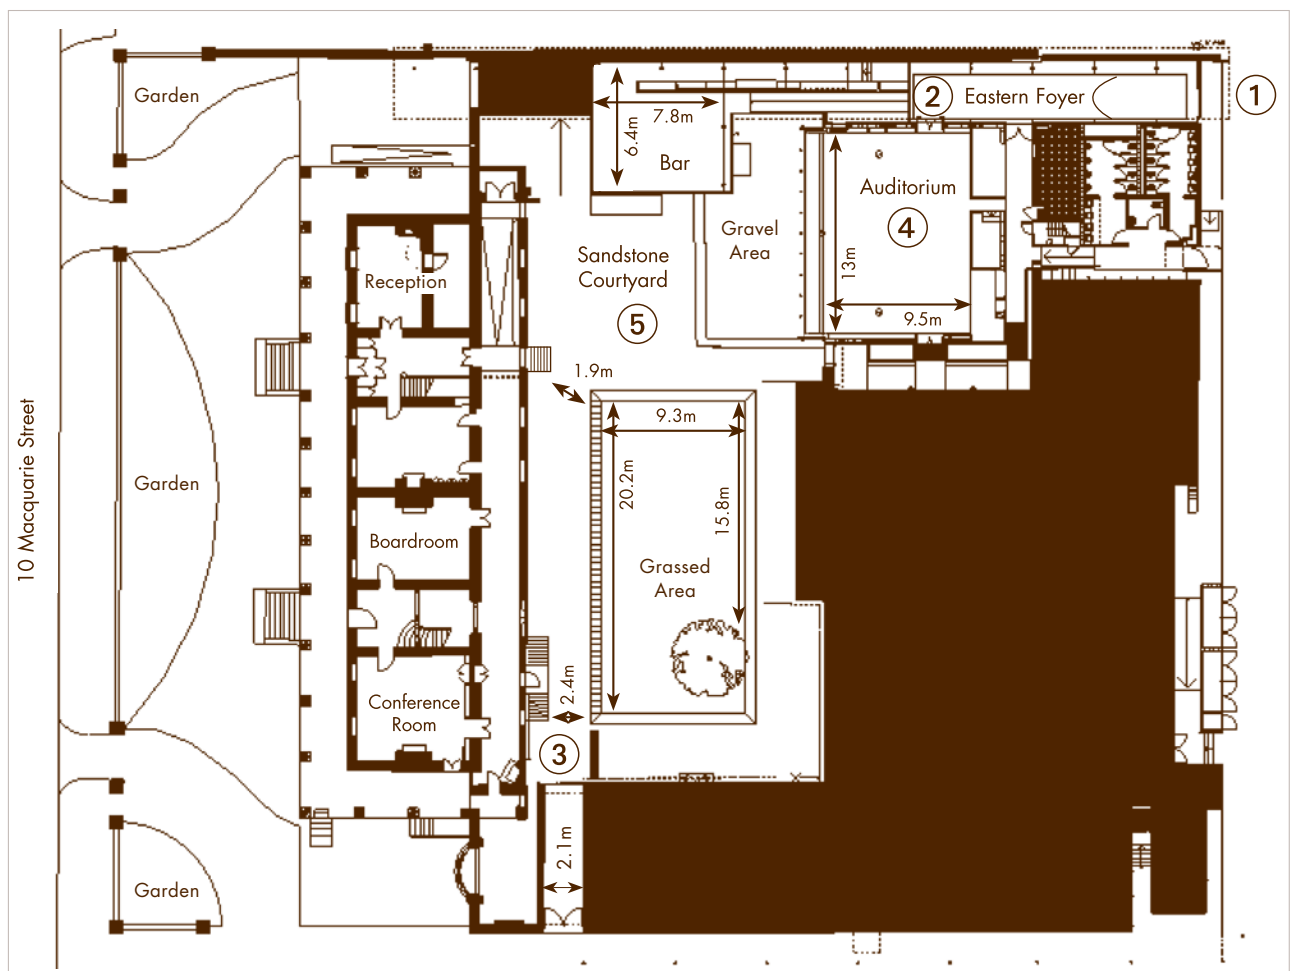 Garden
7.8m
6.4m
Bar
2
Eastern Foyer
1
Auditorium
4
13m
9.5m
Gravel
Area
Sandstone
Courtyard
5
Reception
1.9m
9.3m
20.2m
15.8m
Grassed
Area
10 Macquarie Street
Garden
Boardroom
Conference
Room
2.4m
3
2.1m
Garden